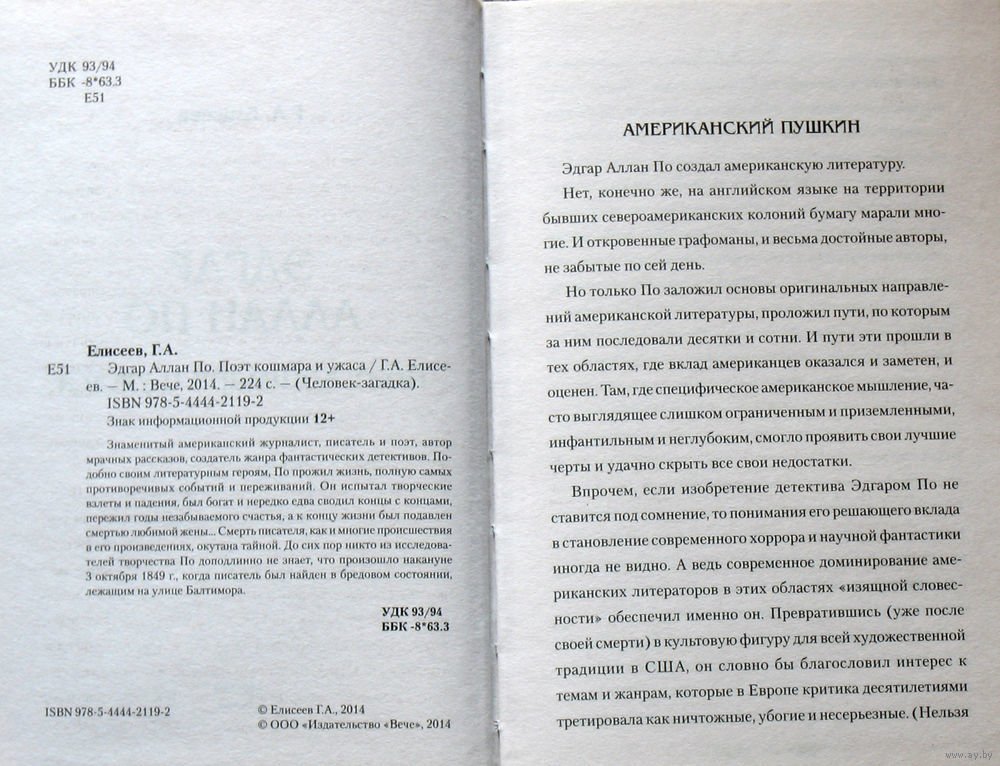 УДК 93/94
ББК -8*63.3
Е51
Елисеев, Г.А.
Е51 Эдгар Аллан По. Поэт кошмара и ужаса / Г.А. Елисе-
ев. — М. : Вече, 2014. — 224 с. — (Человек-загадка).
ISBN 978-5-4444-2119-2
Знак информационной продукции 12+
Знаменитый американский журналист, писатель и поэт, автор
мрачных рассказов, создатель жанра фантастических детективов. По-
добно своим литературным героям, По прожил жизнь, полную самых
противоречивых событий и переживаний. Он испытал творческие
взлеты и падения, был богат и нередко едва сводил концы с концами,
пережил годы незабываемого счастья, а к концу жизни был подавлен
смертью любимой жены... Смерть писателя, как и многие происшествия
в его произведениях, окутана тайной. До сих пор никто из исследова-
телей творчества По доподлинно не знает, что произошло накануне
3 октября 1849 г., когда писатель был найден в бредовом состоянии,
лежащим на улице Балтимора.
УДК 93/94
ББК -8*63.3
ISBN 978-5-4444-2119-2
© Елисеев Г.А., 2014
© ООО «Издательство «Вече», 2014
АМЕРИКАНСКИЙ ПУШКИН
Эдгар Аллан По создал американскую литературу.
Нет, конечно же, на английском языке на территории
бывших североамериканских колоний бумагу марали мно-
гие. И откровенные графоманы, и весьма достойные авторы,
не забытые по сей день.
Но только По заложил основы оригинальных направле-
ний американской литературы, проложил пути, по которым
за ним последовали десятки и сотни. И пути эти прошли в
тех областях, где вклад американцев оказался и заметен, и
оценен. Там, где специфическое американское мышление, ча-
сто выглядящее слишком ограниченным и приземленным,
инфантильным и неглубоким, смогло проявить свои лучшие
черты и удачно скрыть все свои недостатки.
Впрочем, если изобретение детектива Эдгаром По не
ставится под сомнение, то понимания его решающего вклада
в становление современного хоррора и научной фантастики
иногда не видно. А ведь современное доминирование аме-
риканских литераторов в этих областях «изящной словес-
ности» обеспечил именно он. Превратившись (уже после
своей смерти) в культовую фигуру для всей художественной
традиции в США, он словно бы благословил интерес к
темам и жанрам, которые в Европе критика десятилетиями
третировала как ничтожные, убогие и несерьезные. (Нельзя
www.ay.by